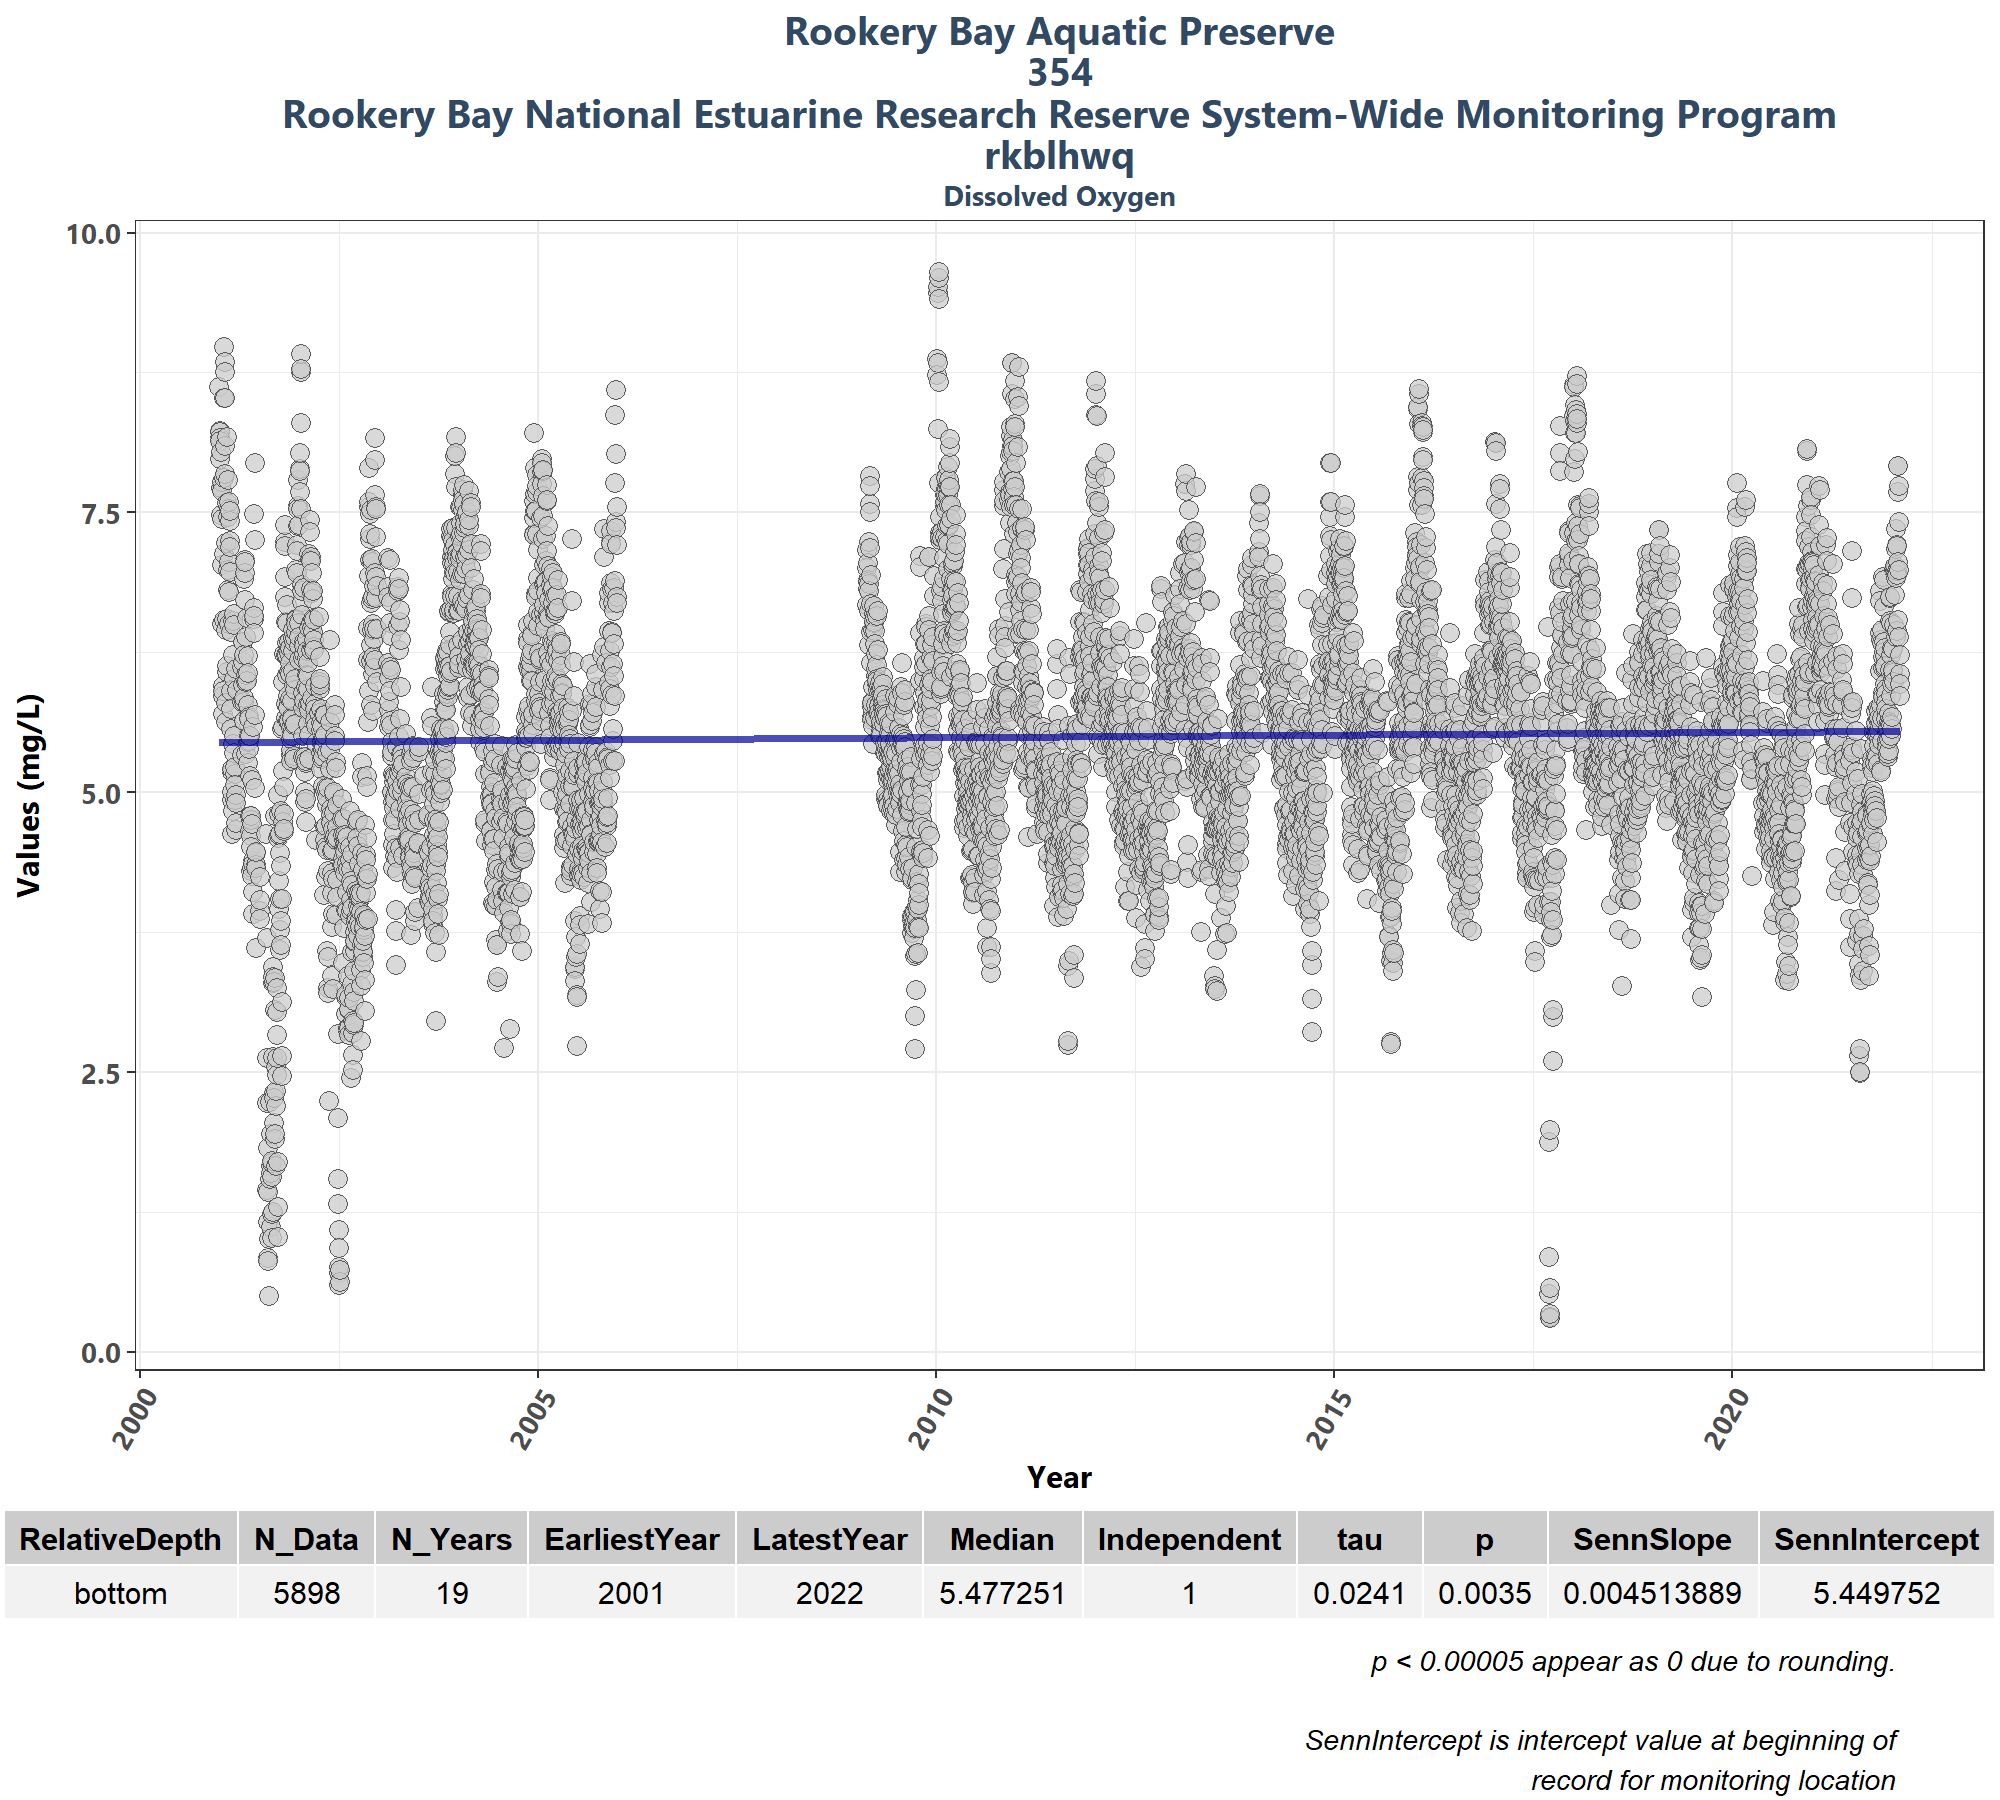 Rookery Bay Aquatic Preserve
354
Rookery Bay National Estuarine Research Reserve System-Wide Monitoring Program
rkblhwq
Dissolved Oxygen
10.0
7.5
5.0
2.5
0.0
Values (mg/L)
2000
2005
2010
2015
2020
Year
RelativeDepth N_Data N_Years EarliestYear LatestYear Median Independent tau p SennSlope SennIntercept
bottom 5898 19 2001 2022 5.477251 1 0.0241 0.0035 0.004513889 5.449752
p < 0.00005 appear as 0 due to rounding.
SennIntercept is intercept value at beginning of
record for monitoring location